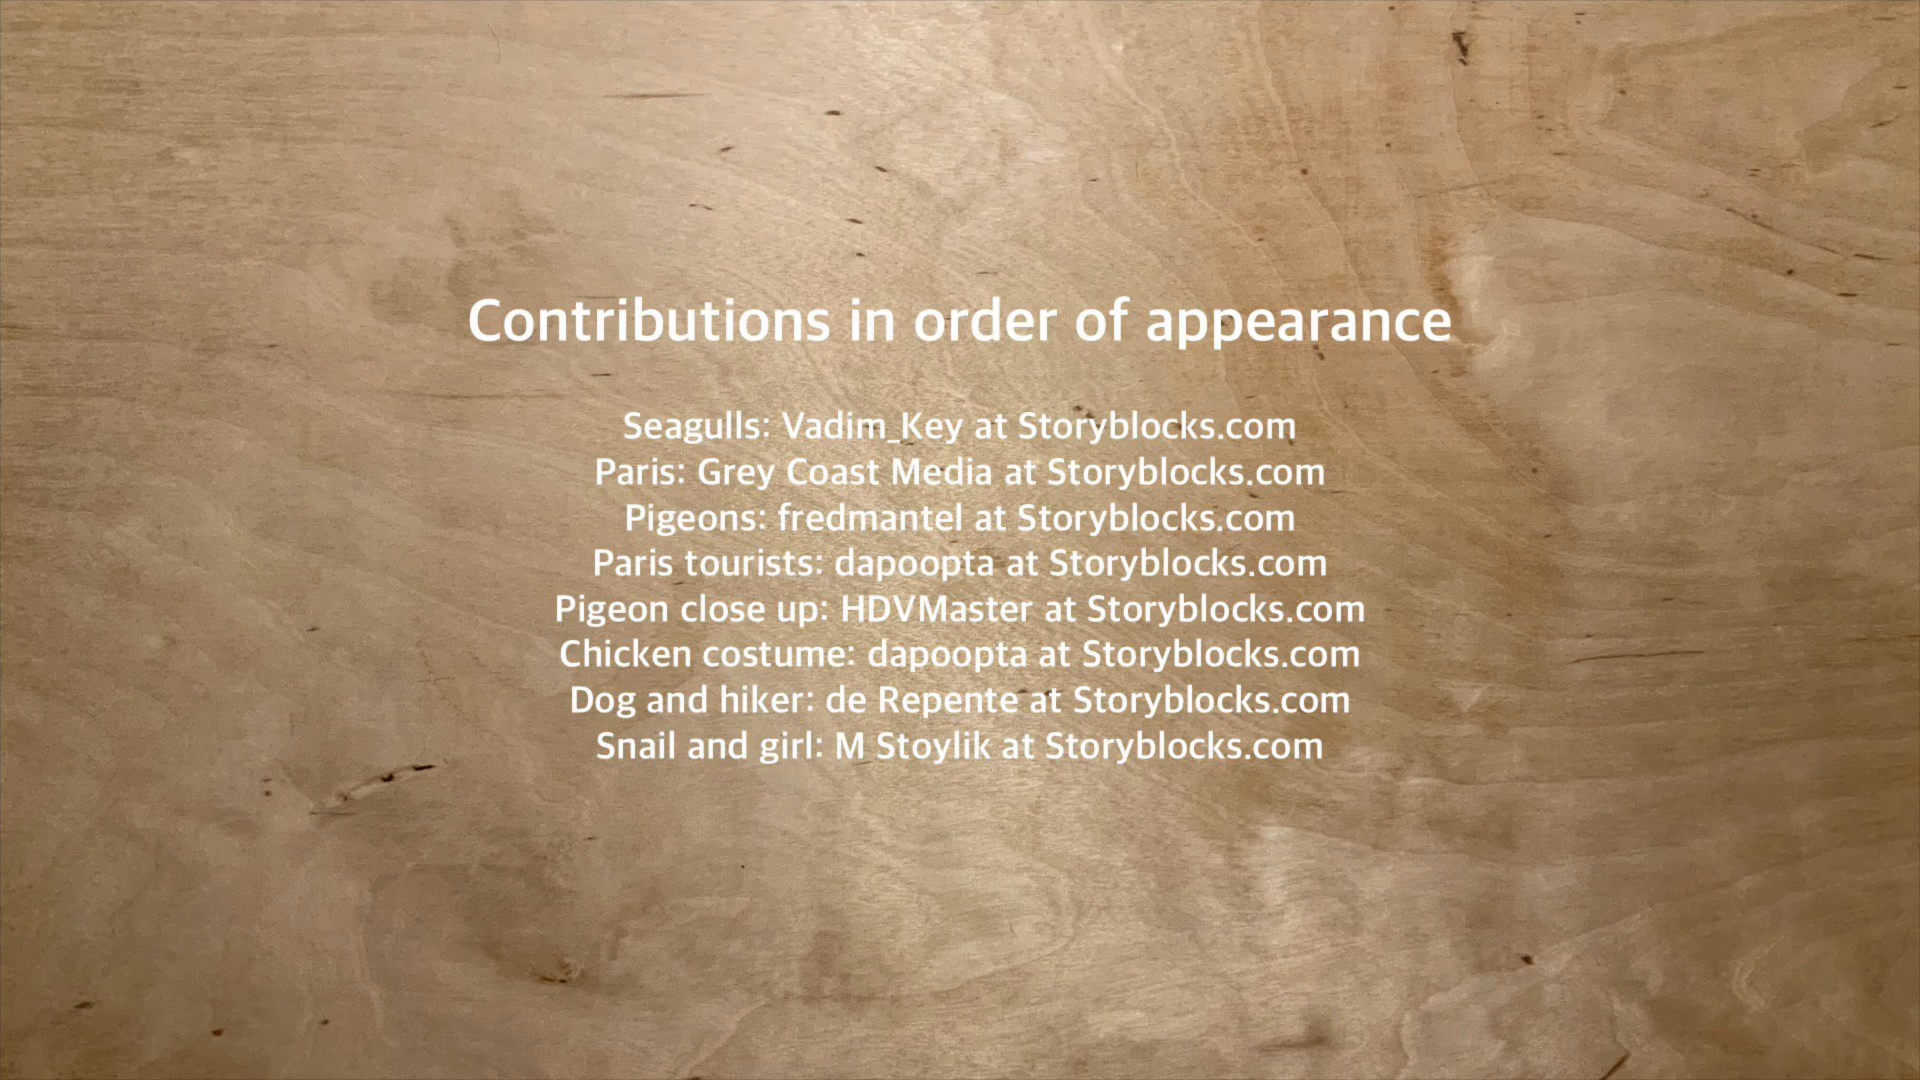 Contributions in order of appearance
Seagulls: Vadim_Key at Storyblocks.com
Paris: Grey Coast Media at Storyblocks.com
Pigeons: fredmantel at Storyblocks.com
Paris tourists: dapoopta at Storyblocks.com
Pigeon close up: HDVMaster at Storyblocks.com
Chicken costume: dapoopta at Storyblocks.com
Dog and hiker: de Repente at Storyblocks.com
Snail and girl: M Stoylik at Storyblocks.com